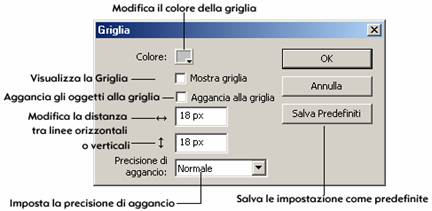 Modifica il colore della griglia
Griglia
Colore:
OK
Visualizza la Griglia
Mostra griglia
Annulla
Aggancia gli oggetti alla griglia
Aggancia alla griglia
Modifica la distanza
tra linee orizzontali
o verticali
18 px
Salva Predefiniti
18 px
Precisione di
aggancio:
Normale
Imposta la precisione di aggancio
Salva le impostazione come predefinite